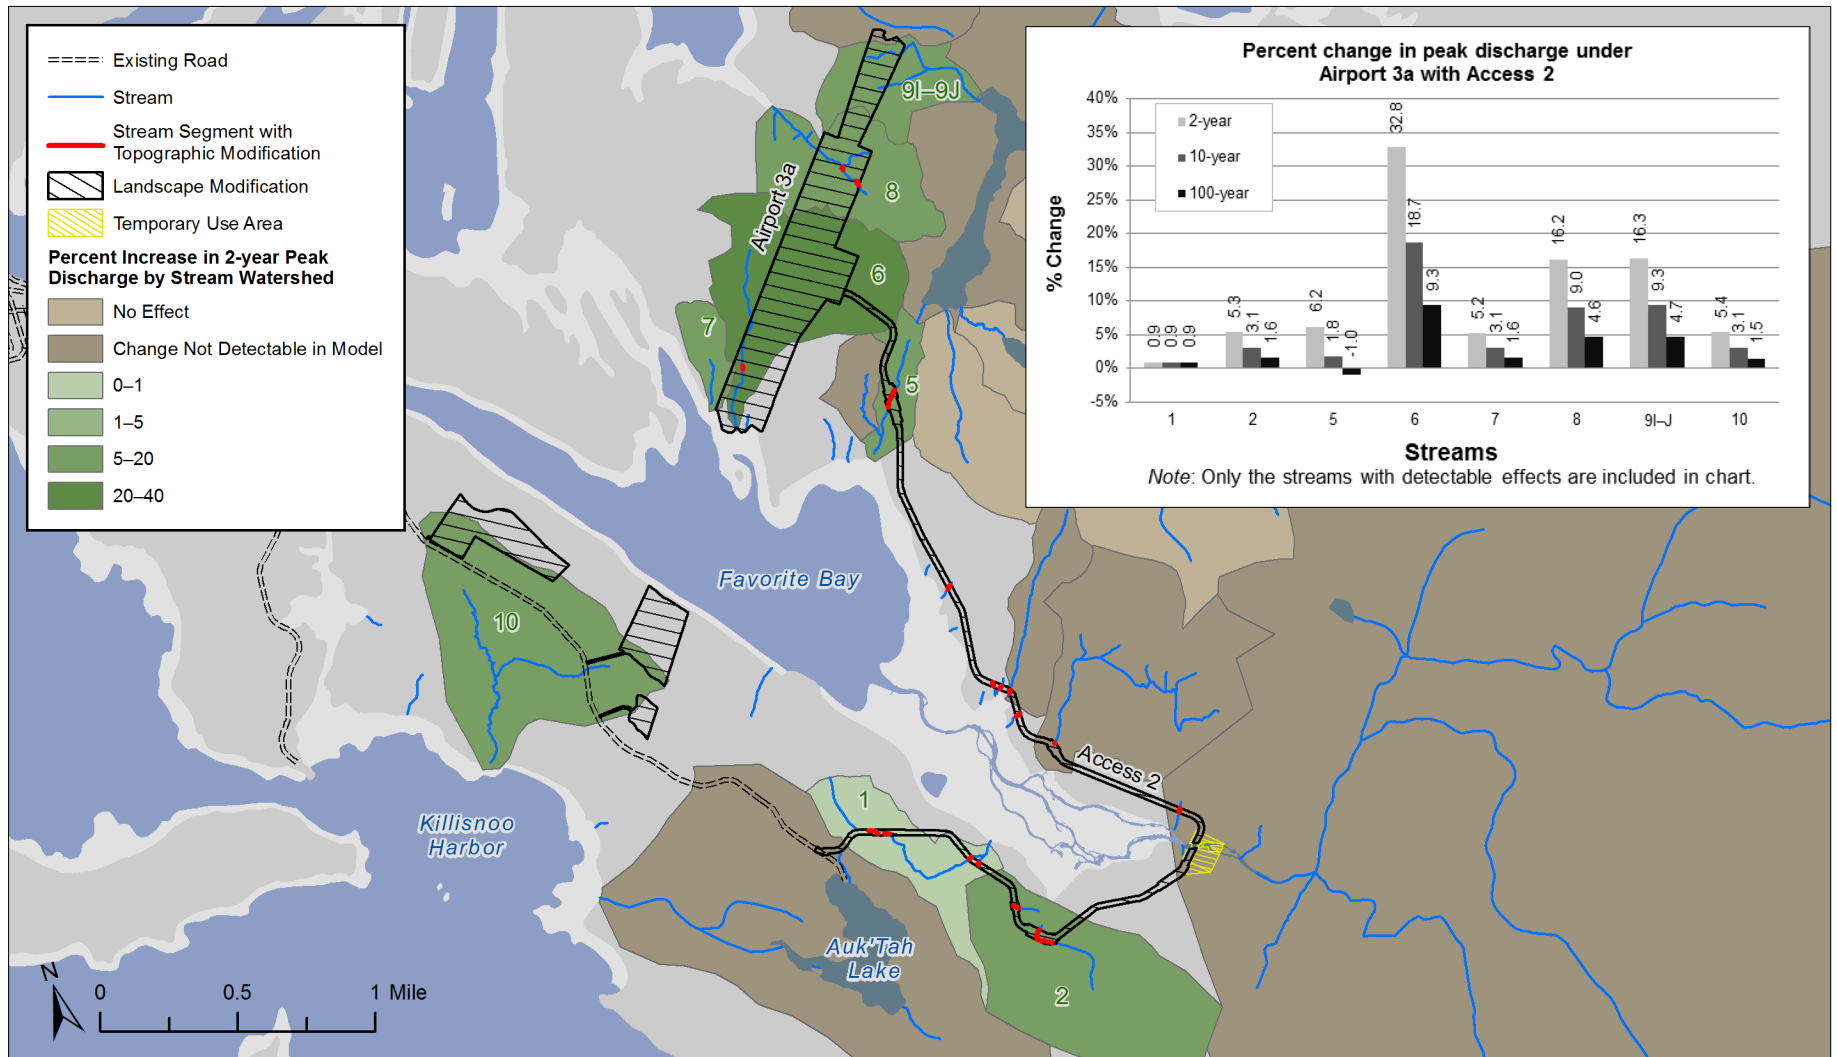 Existing Road
Stream
Stream Segment with
Topographic Modification
Landscape Modification
Temporary Use Area
Percent Increase in 2-year Peak
Discharge by Stream Watershed
No Effect
Change Not Detectable in Model
0–1
1–5
5–20
20–40
Percent change in peak discharge under
Airport 3a with Access 2
40%
35%
30%
25%
20%
15%
10%
5%
0%
-5%
% Change
2-year
10-year
100-year
0.9 0.9 0.9
5.3 3.1 1.6
6.2 1.8 -1.0
32.8 18.7 9.3
5.2 3.1 1.6
16.2 9.0 4.6
16.3 9.3 4.7
5.4 3.1 1.5
1 2 5 6 7 8 9I–J 10
Streams
Note: Only the streams with detectable effects are included in chart.
9I–9J
8
Airport 3a
6
7
5
Favorite Bay
10
Access 2
1
Killisnoo
Harbor
Auk'Tah
Lake
2
N
0 0.5 1 Mile